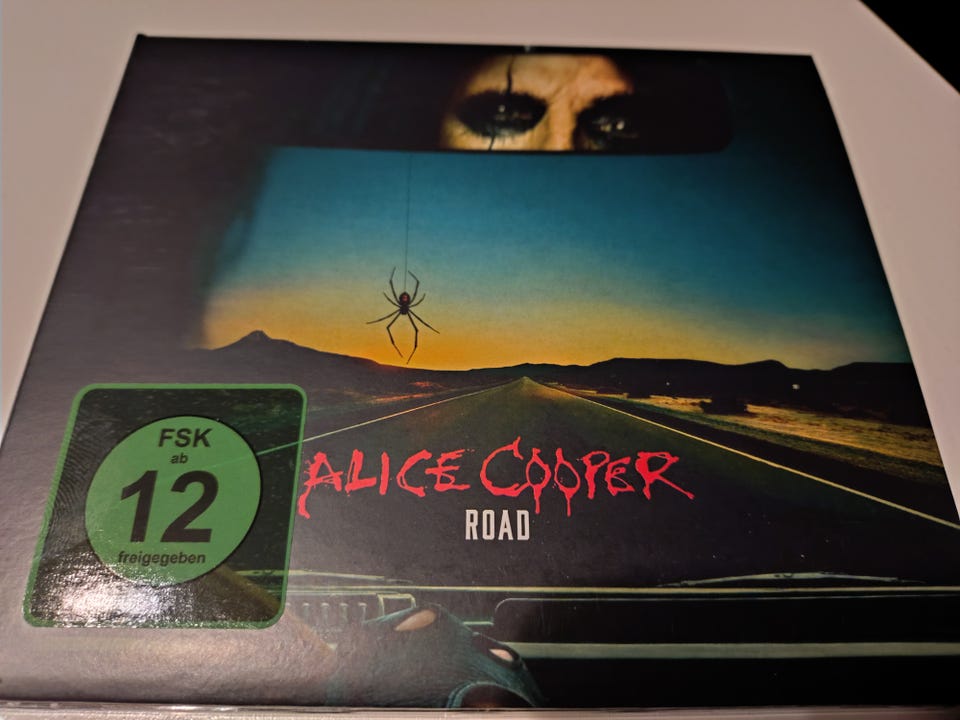 FSK
ab
12
freigegeben
ALICE COOPER
ROAD